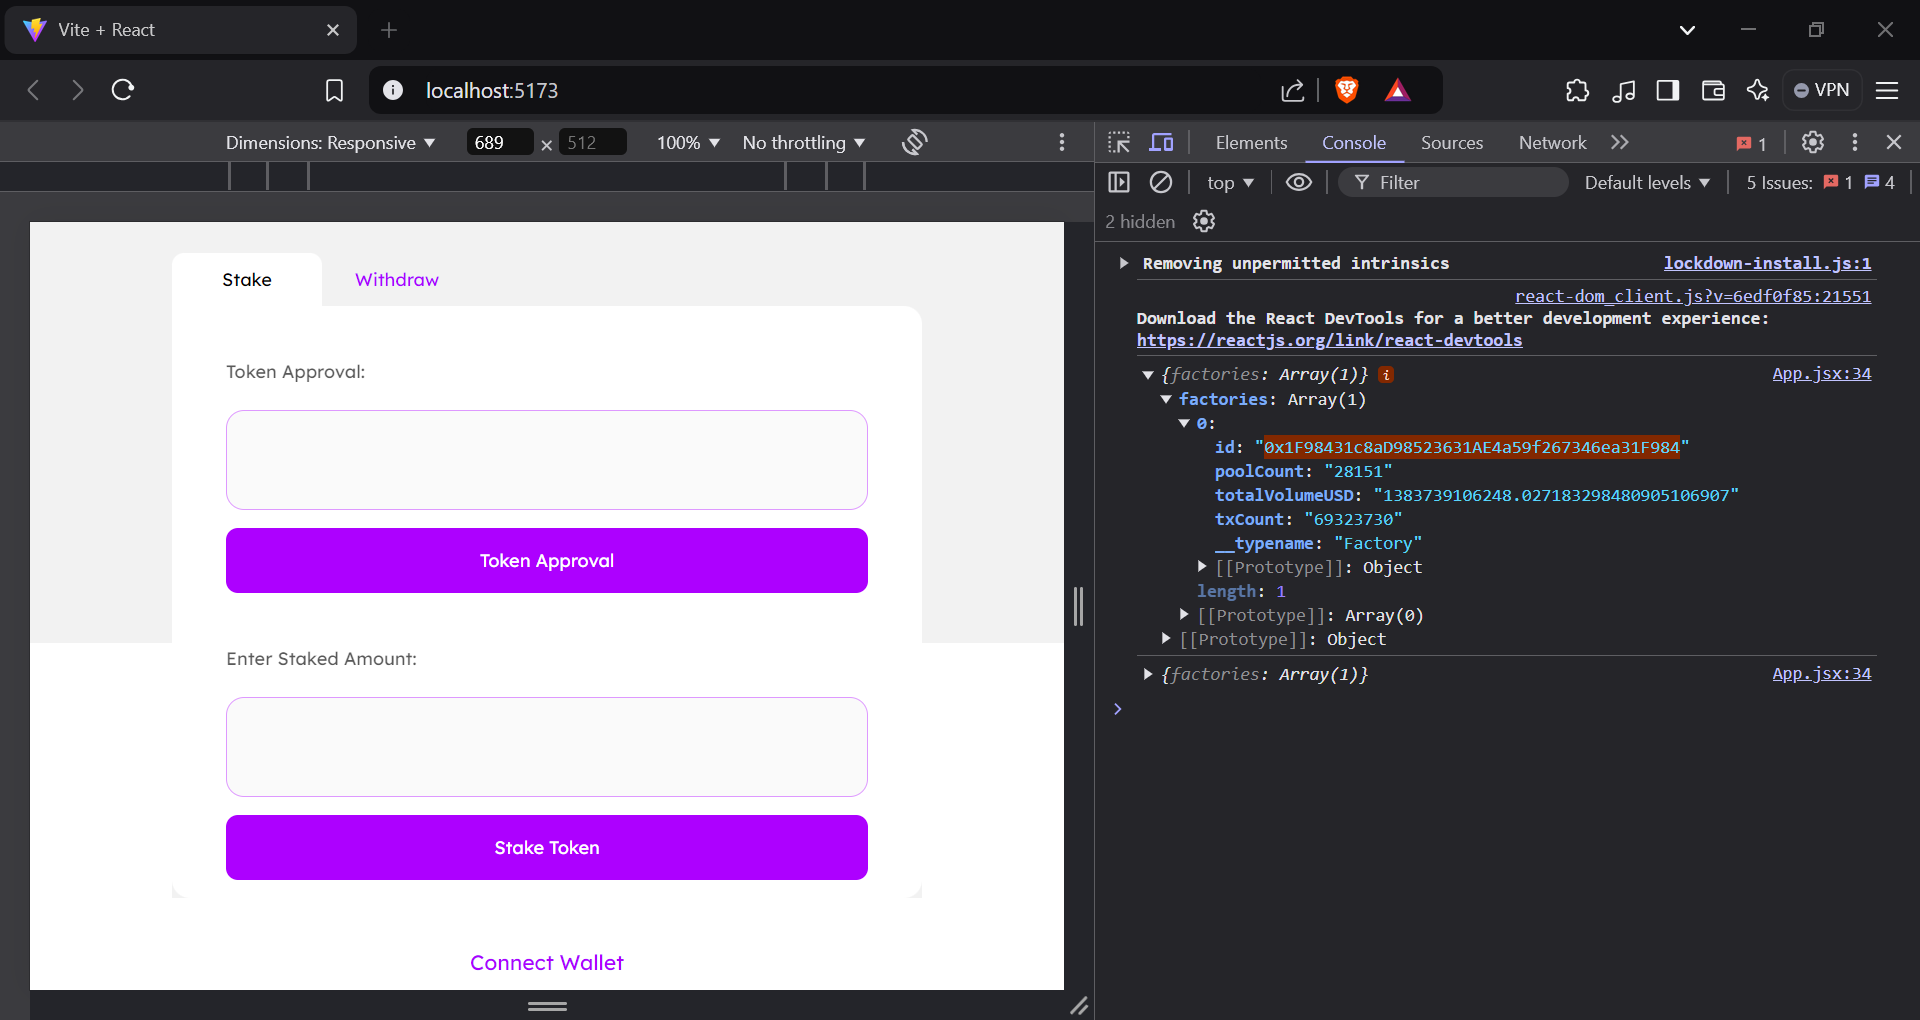 Vite + React
localhost:5173
VPN
Dimensions: Responsive
689 × 512
100%
No throttling
Elements
Console
Sources
Network
1
top
Filter
Default levels
5 Issues: 1 4
2 hidden
Stake
Withdraw
Token Approval:
Token Approval
Enter Staked Amount:
Stake Token
Connect Wallet
Removing unpermitted intrinsics lockdown-install.js:1
react-dom_client.js?v=6edf0f85:21551
Download the React DevTools for a better development experience:
https://reactjs.org/link/react-devtools
{factories: Array(1)} i App.jsx:34
factories: Array(1)
0:
id: "0x1F98431c8aD98523631AE4a59f267346ea31F984"
poolCount: "28151"
totalVolumeUSD: "1383739106248.027183298480905106907"
txCount: "69323730"
__typename: "Factory"
[[Prototype]]: Object
length: 1
[[Prototype]]: Array(0)
[[Prototype]]: Object
{factories: Array(1)} App.jsx:34